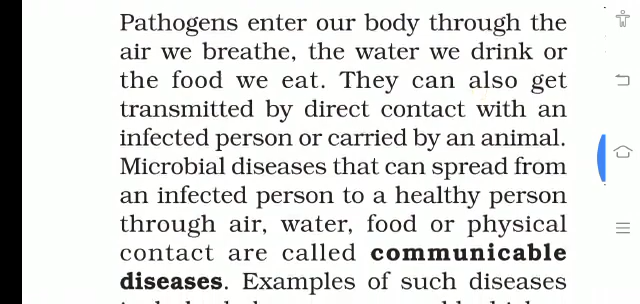 Pathogens enter our body through the
air we breathe, the water we drink or
the food we eat. They can also get
transmitted by direct contact with an
infected person or carried by an animal.
Microbial diseases that can spread from
an infected person to a healthy person
through air, water, food or physical
contact are called communicable
diseases. Examples of such diseases